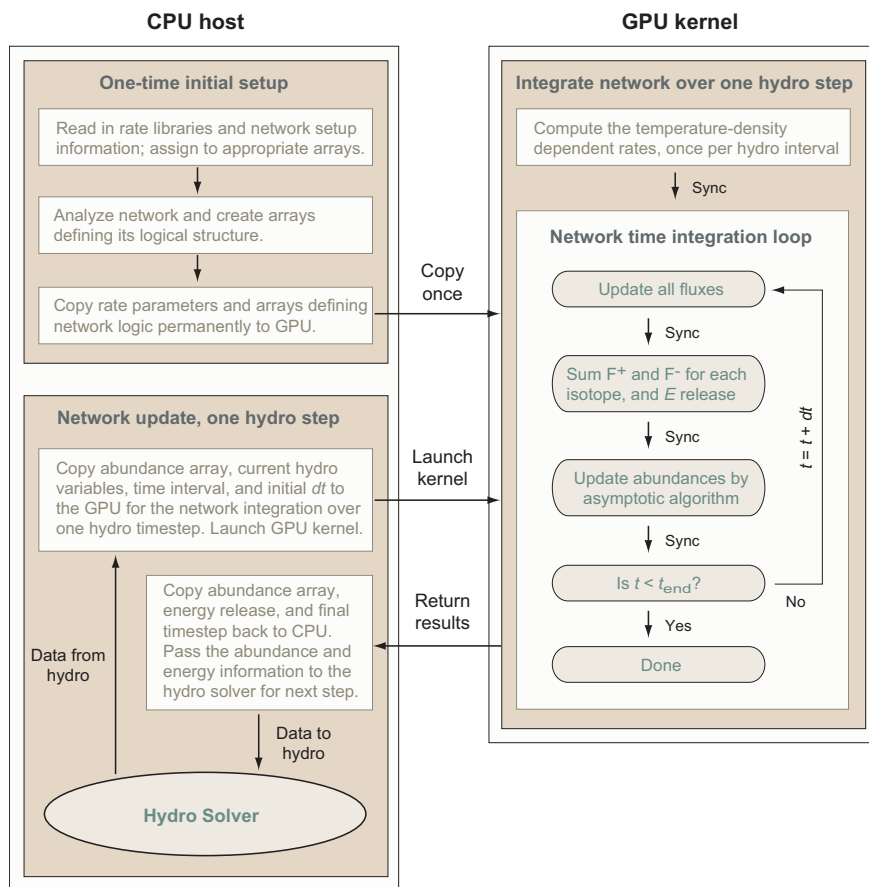 CPU host
One-time initial setup
Read in rate libraries and network setup
information; assign to appropriate arrays.
Analyze network and create arrays
defining its logical structure.
Copy rate parameters and arrays defining
network logic permanently to GPU.
Copy
once
Network update, one hydro step
Copy abundance array, current hydro
variables, time interval, and initial dt to
the GPU for the network integration over
one hydro timestep. Launch GPU kernel.
Launch
kernel
Copy abundance array,
energy release, and final
timestep back to CPU.
Pass the abundance and
energy information to the
hydro solver for next step.
Return
results
Data from
hydro
Data to
hydro
Hydro Solver
GPU kernel
Integrate network over one hydro step
Compute the temperature-density
dependent rates, once per hydro interval
Sync
Network time integration loop
Update all fluxes
Sync
Sum F+ and F- for each
isotope, and E release
Sync
Update abundances by
asymptotic algorithm
Sync
Is t < tend?
No
t = t + dt
Yes
Done